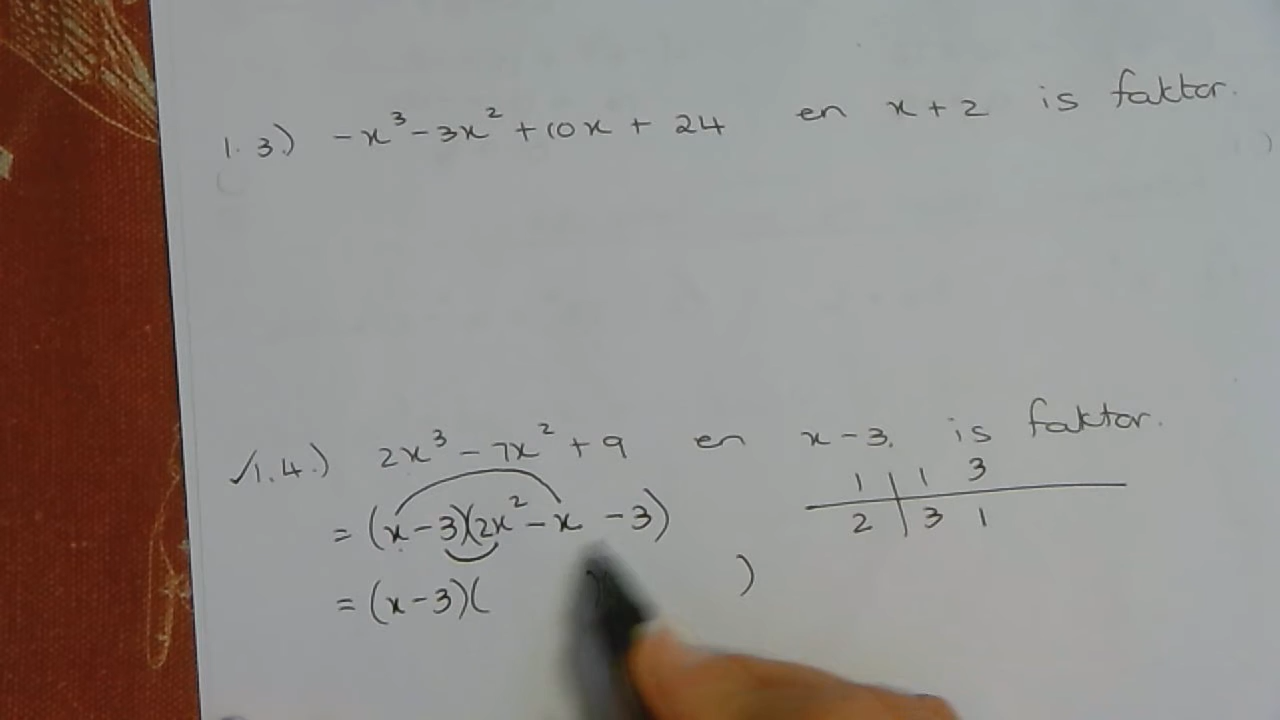 1.3.) -x³ - 3x² + 10x + 24 en x + 2 is faktor.
√1.4.) 2x³ - 7x² + 9 en x - 3. is faktor.
1 | 1 3
= (x - 3)(2x² - x - 3)
2 | 3 1
= (x - 3)( )